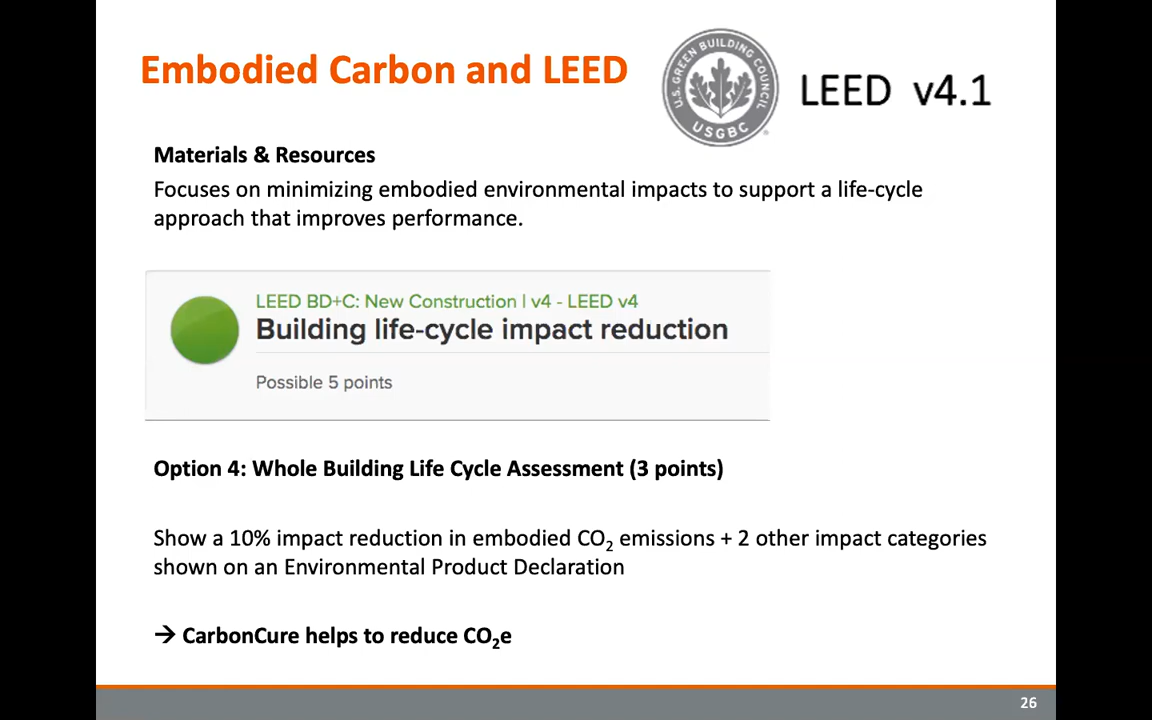 Embodied Carbon and LEED
U.S. GREEN BUILDING COUNCIL
USGBC
LEED v4.1
Materials & Resources
Focuses on minimizing embodied environmental impacts to support a life-cycle
approach that improves performance.
LEED BD+C: New Construction | v4 - LEED v4
Building life-cycle impact reduction
Possible 5 points
Option 4: Whole Building Life Cycle Assessment (3 points)
Show a 10% impact reduction in embodied CO2 emissions + 2 other impact categories
shown on an Environmental Product Declaration
→ CarbonCure helps to reduce CO2e
26